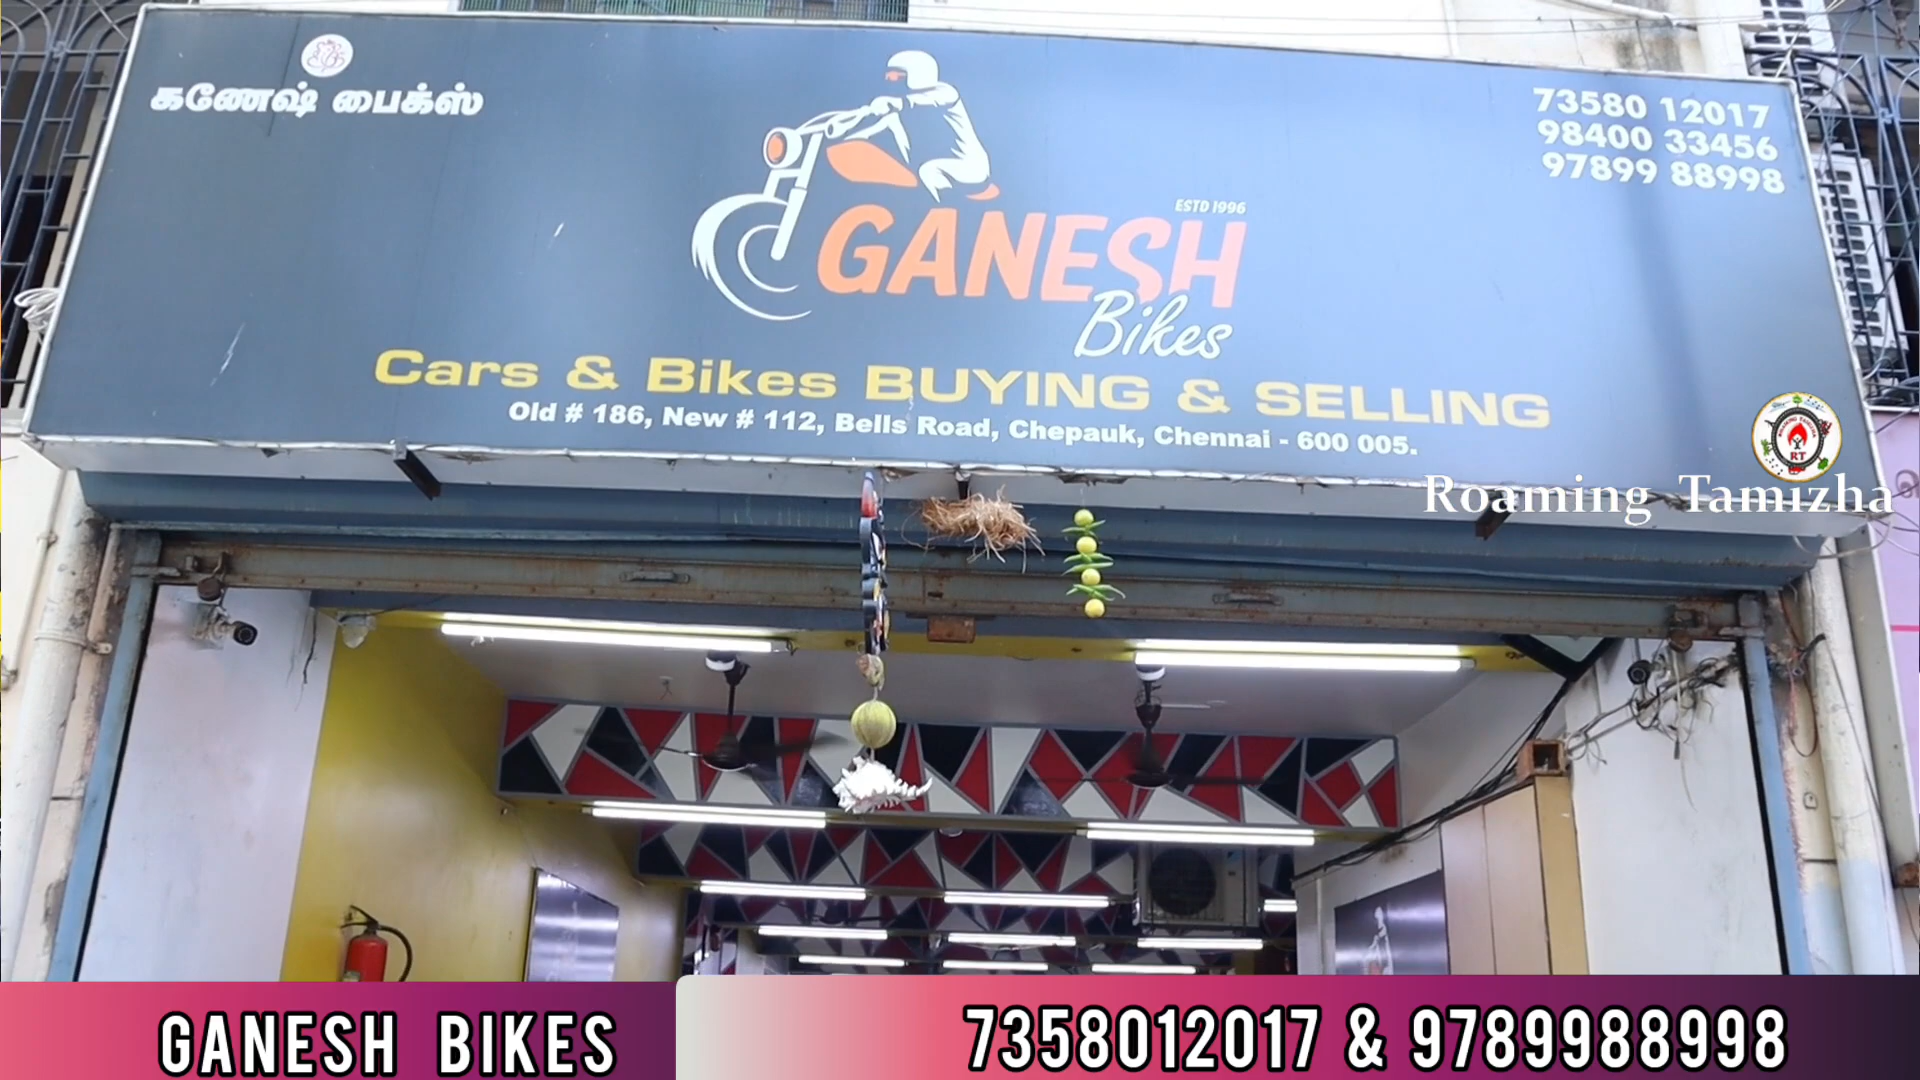 கணேஷ் பைக்ஸ்
73580 12017
98400 33456
97899 88998
ESTD 1996
GANESH
Bikes
Cars & Bikes BUYING & SELLING
Old # 186, New # 112, Bells Road, Chepauk, Chennai - 600 005.
RT
Roaming Tamizha
GANESH BIKES
7358012017 & 9789988998